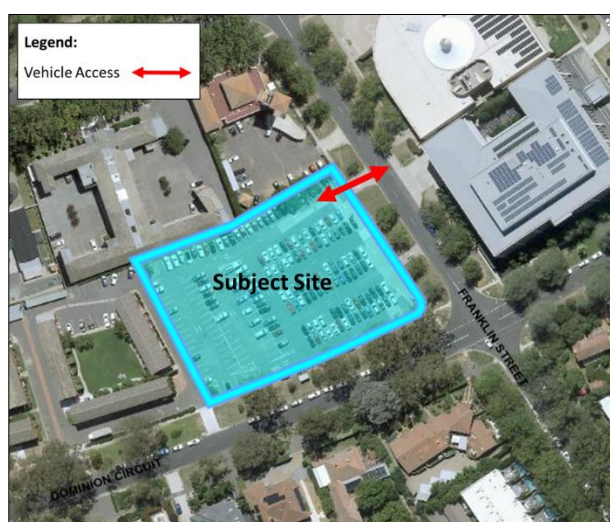 Legend:
Vehicle Access
Subject Site
FRANKLIN STREET
DOMINION CIRCUIT